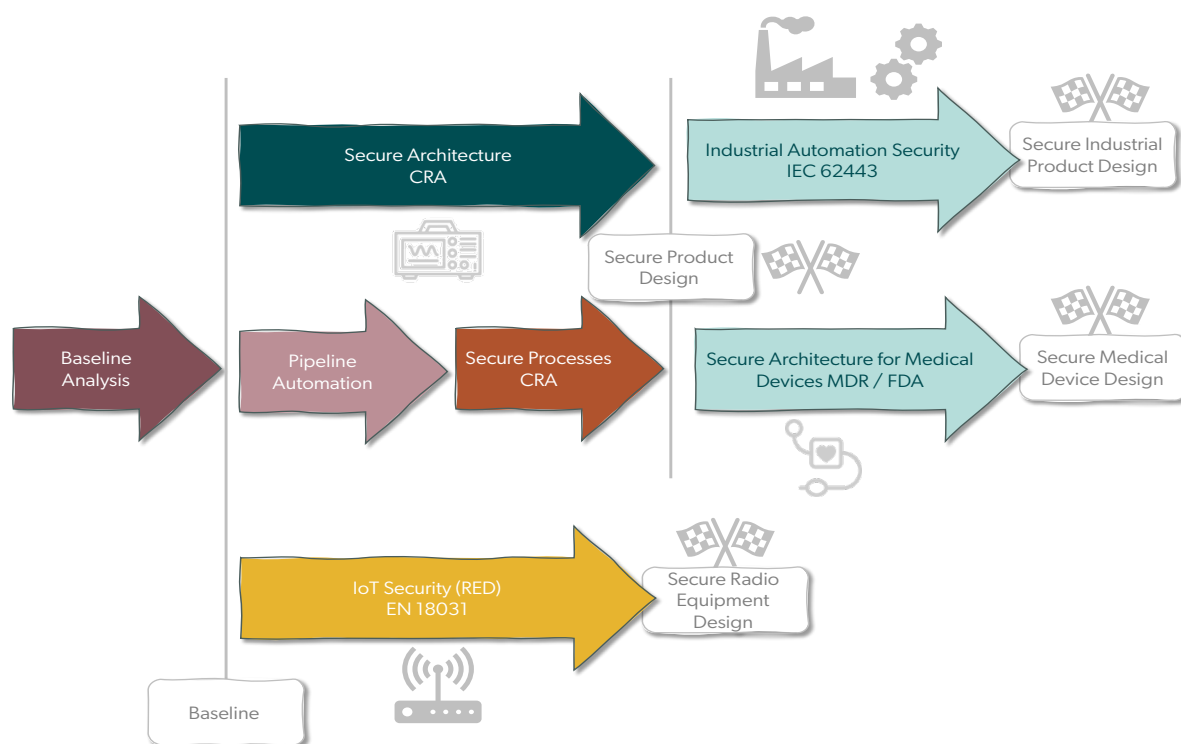 Secure Architecture
CRA
Industrial Automation Security
IEC 62443
Secure Industrial
Product Design
Secure Product
Design
Baseline
Analysis
Pipeline
Automation
Secure Processes
CRA
Secure Architecture for Medical
Devices MDR / FDA
Secure Medical
Device Design
IoT Security (RED)
EN 18031
Secure Radio
Equipment
Design
Baseline